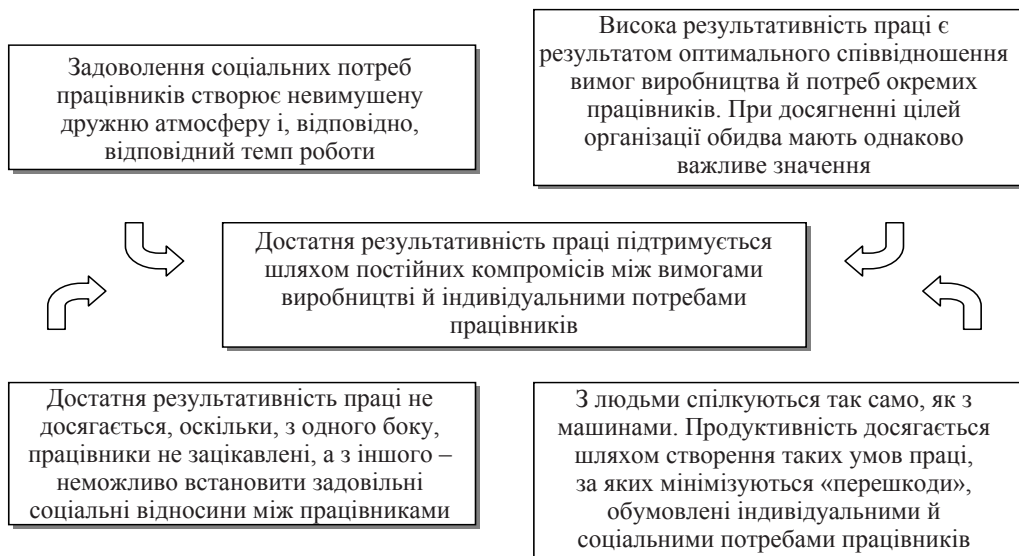 Задоволення соціальних потреб
працівників створює невимушену
дружню атмосферу і, відповідно,
відповідний темп роботи
Висока результативність праці є
результатом оптимального співвідношення
вимог виробництва й потреб окремих
працівників. При досягненні цілей
організації обидва мають однаково
важливе значення
Достатня результативність праці підтримується
шляхом постійних компромісів між вимогами
виробництві й індивідуальними потребами
працівників
Достатня результативність праці не
досягається, оскільки, з одного боку,
працівники не зацікавлені, а з іншого –
неможливо встановити задовільні
соціальні відносини між працівниками
З людьми спілкуються так само, як з
машинами. Продуктивність досягається
шляхом створення таких умов праці,
за яких мінімізуються «перешкоди»,
обумовлені індивідуальними й
соціальними потребами працівників